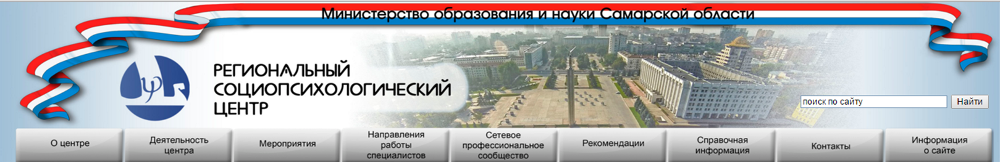 Министерство образования и науки Самарской области
РЕГИОНАЛЬНЫЙ
СОЦИОПСИХОЛОГИЧЕСКИЙ
ЦЕНТР
поиск по сайту
Найти
О центре
Деятельность
центра
Мероприятия
Направления
работы
специалистов
Сетевое
профессиональное
сообщество
Рекомендации
Справочная
информация
Контакты
Информация
о сайте